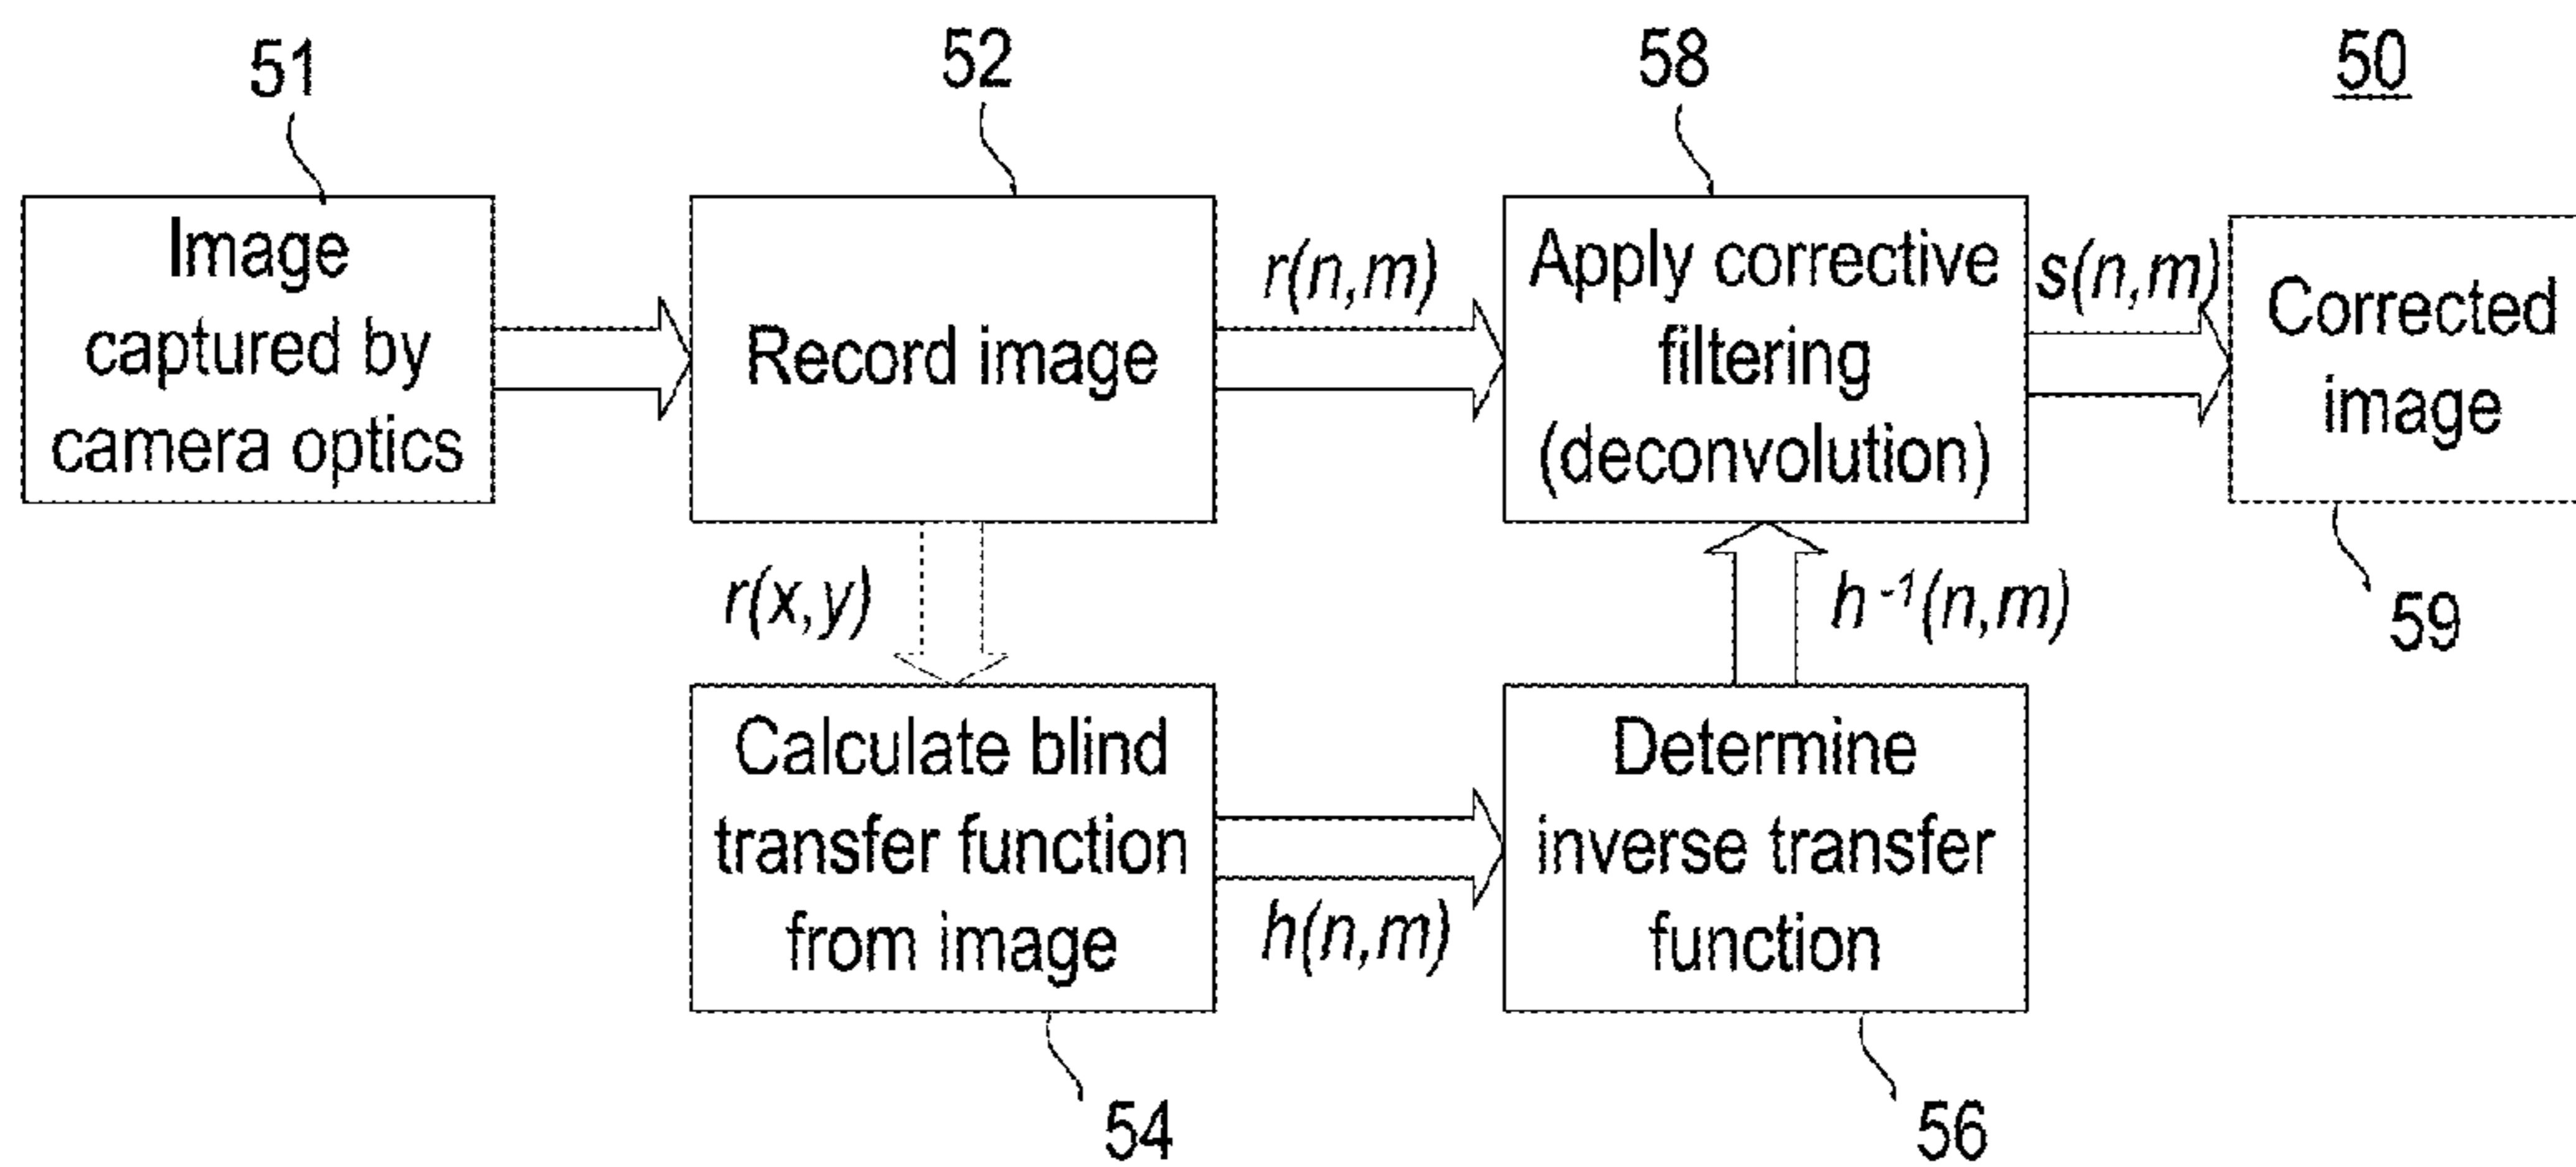 51
52
58
50
Image
captured by
camera optics
Record image
r(n,m)
Apply corrective
filtering
(deconvolution)
s(n,m)
Corrected
image
r(x,y)
h⁻¹(n,m)
59
Calculate blind
transfer function
from image
h(n,m)
Determine
inverse transfer
function
54
56